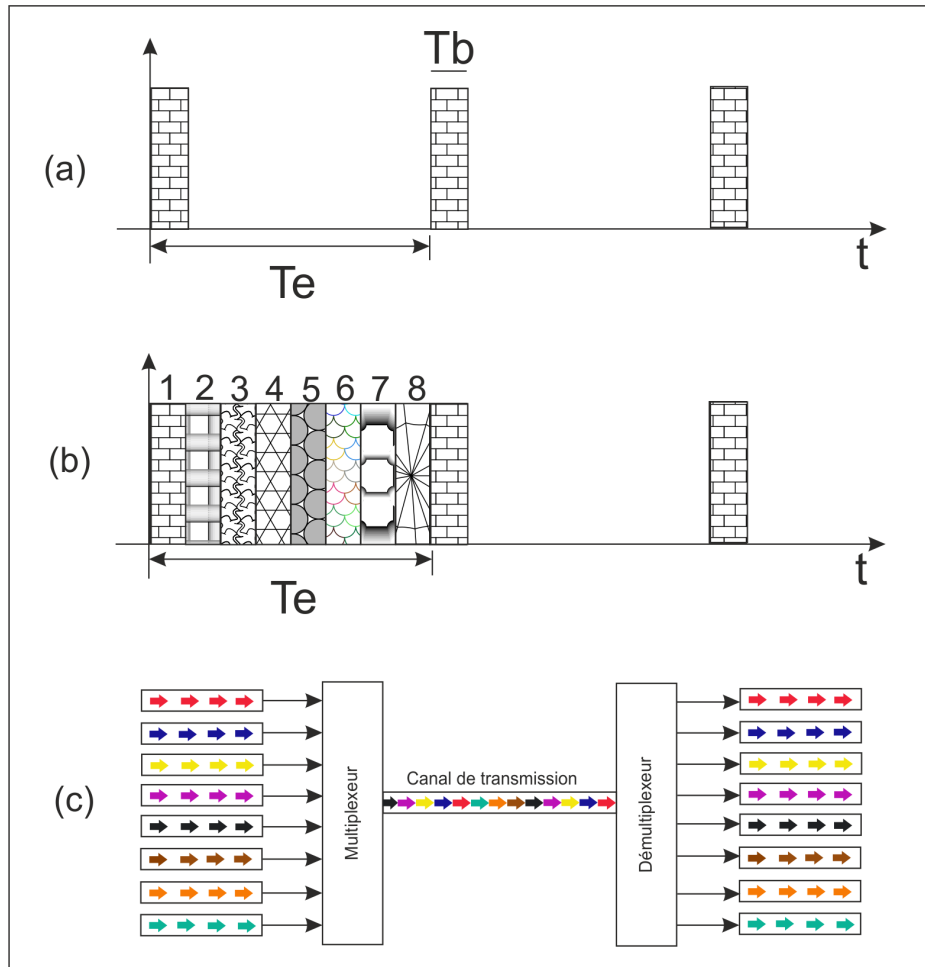 Tb
(a)
t
Te
1 2 3 4 5 6 7 8
(b)
t
Te
Canal de transmission
(c)
Multiplexeur
Démultiplexeur